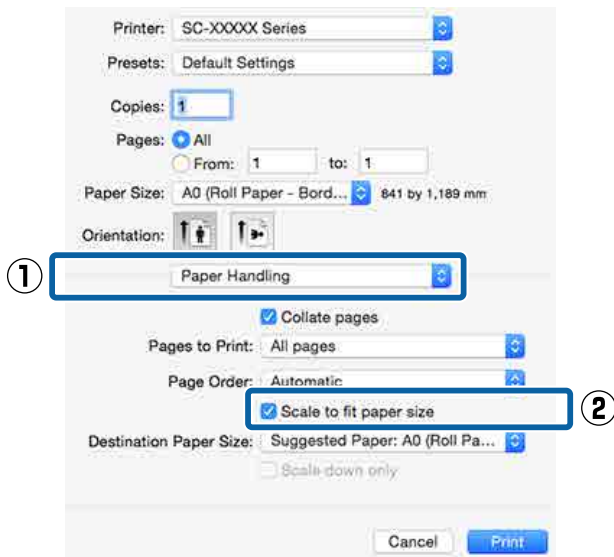 Printer: SC-XXXXX Series
Presets: Default Settings
Copies: 1
Pages: All
From: 1 to: 1
Paper Size: A0 (Roll Paper - Bord... 841 by 1,189 mm
Orientation:
① Paper Handling
Collate pages
Pages to Print: All pages
Page Order: Automatic
Scale to fit paper size ②
Destination Paper Size: Suggested Paper: A0 (Roll Pa...
Scale down only
Cancel Print